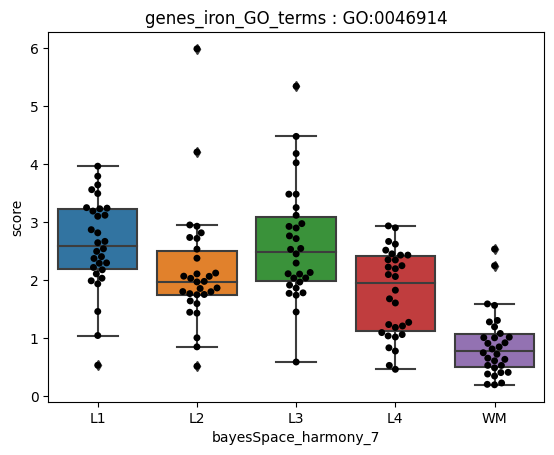 genes_iron_GO_terms : GO:0046914
6
5
4
3
2
1
0
score
L1 L2 L3 L4 WM
bayesSpace_harmony_7